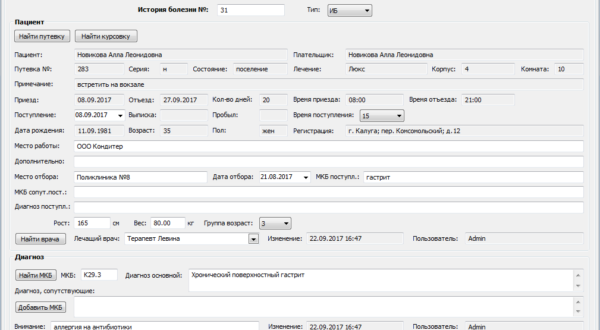 История болезни №: 31 Тип: ИБ
Пациент
Найти путевку Найти курсовку
Пациент: Новикова Алла Леонидовна Плательщик: Новикова Алла Леонидовна
Путевка №: 283 Серия: н Состояние: поселение Лечение: Люкс Корпус: 4 Комната: 10
Примечание: встретить на вокзале
Приезд: 08.09.2017 Отъезд: 27.09.2017 Кол-во дней: 20 Время приезда: 08:00 Время отъезда: 21:00
Поступление: 08.09.2017 Выписка: Пробыл: Время поступления: 15
Дата рождения: 11.09.1981 Возраст: 35 Пол: жен Регистрация: г. Калуга; пер. Комсомольский; д.12
Место работы: ООО Кондитер
Дополнительно:
Место отбора: Поликлиника №8 Дата отбора: 21.08.2017 МКБ поступл.: гастрит
МКБ сопут.пост.:
Диагноз поступл.:
Рост: 165 см Вес: 80.00 кг Группа возраст: 3
Найти врача Лечащий врач: Терапевт Левина Изменение: 22.09.2017 16:47 Пользователь: Admin
Диагноз
Найти МКБ МКБ: K29.3 Диагноз основной: Хронический поверхностный гастрит
Диагноз, сопутствующие:
Добавить МКБ
Внимание: аллергия на антибиотики Изменение: 22.09.2017 16:47 Пользователь: Admin